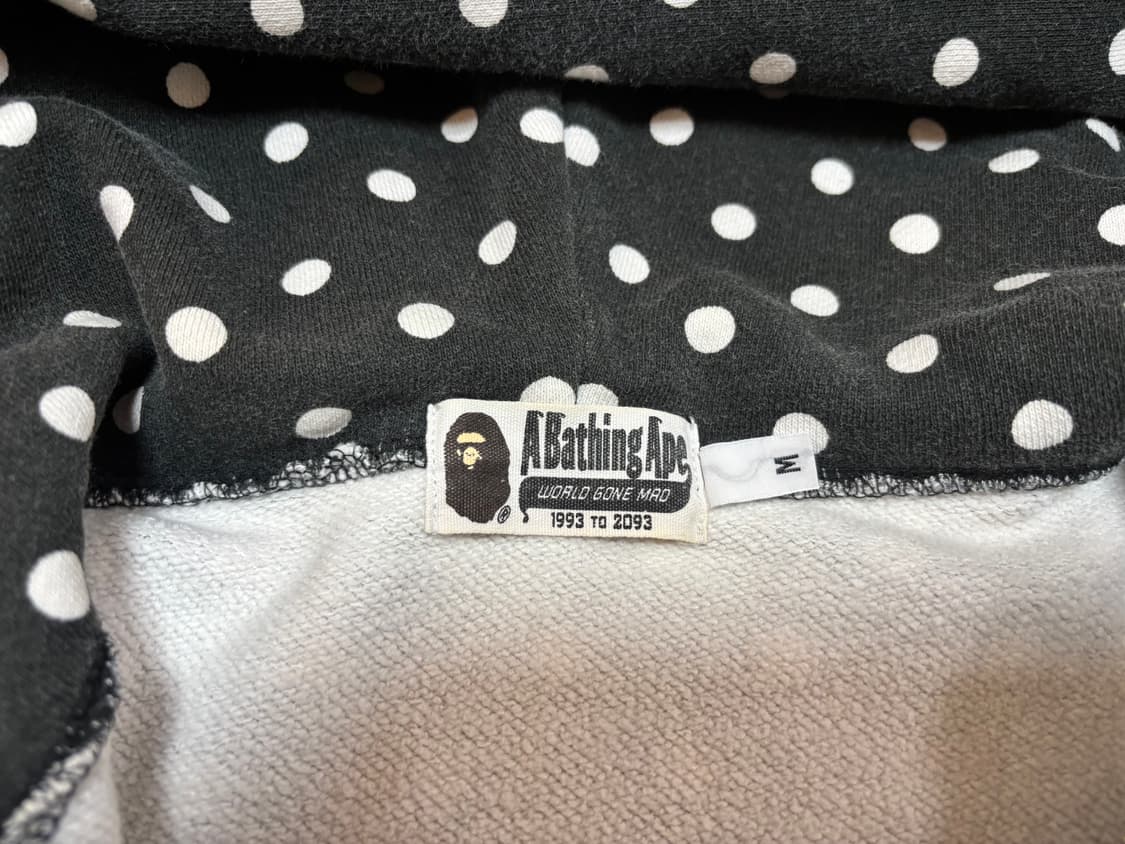 A Bathing Ape
WORLD GONE MAD
®
1993 TO 2093
M